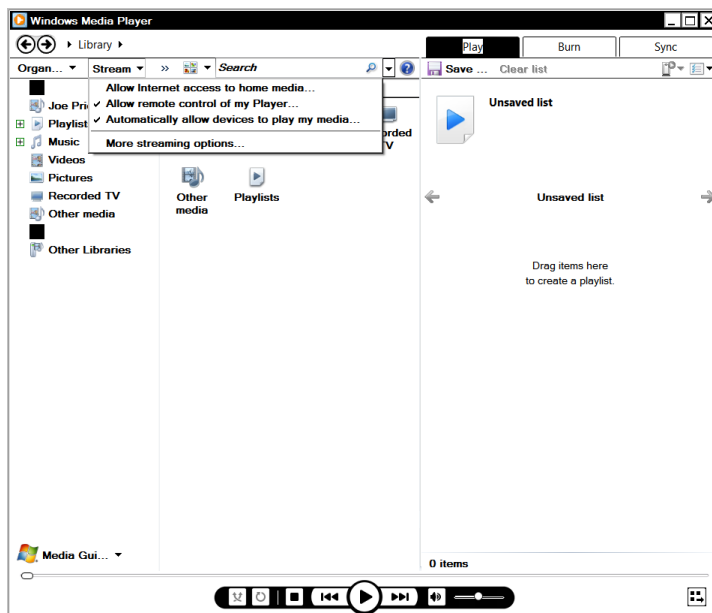 Windows Media Player
Library
Play
Burn
Sync
Organ...
Stream
»
Search
Save ...
Clear list
Allow Internet access to home media...
Allow remote control of my Player...
Automatically allow devices to play my media...
More streaming options...
Joe Pri
Playlist
Music
Videos
Pictures
Recorded TV
Other media
Other Libraries
orded
V
Other
media
Playlists
Unsaved list
Unsaved list
Drag items here
to create a playlist.
Media Gui...
0 items